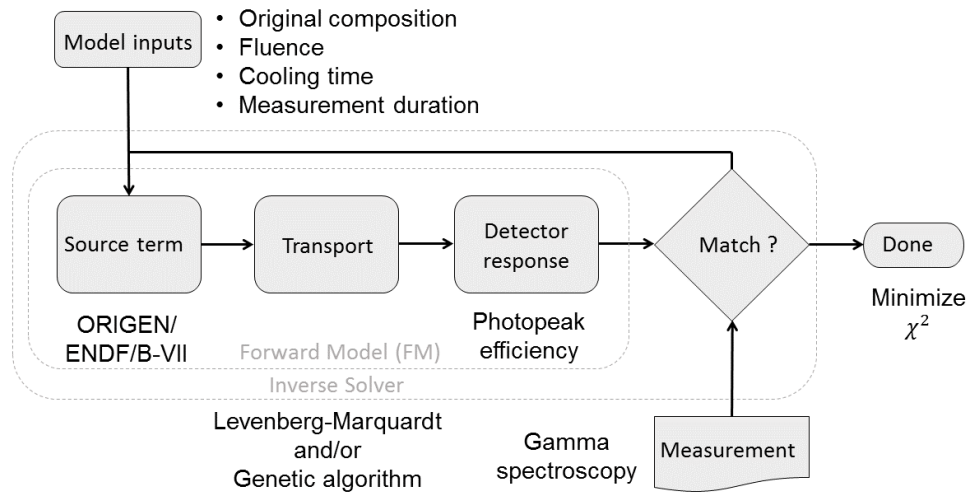 Model inputs
• Original composition
• Fluence
• Cooling time
• Measurement duration
Source term
Transport
Detector
response
Match ?
Done
ORIGEN/
ENDF/B-VII
Photopeak
efficiency
Minimize
χ²
Forward Model (FM)
Inverse Solver
Levenberg-Marquardt
and/or
Genetic algorithm
Gamma
spectroscopy
Measurement